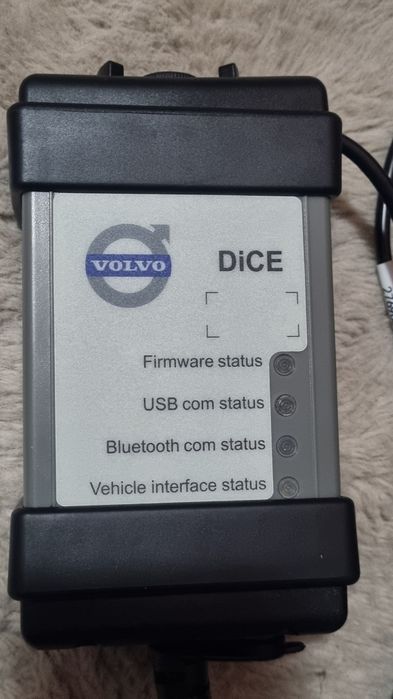 VOLVO
DiCE
Firmware status
USB com status
Bluetooth com status
Vehicle interface status